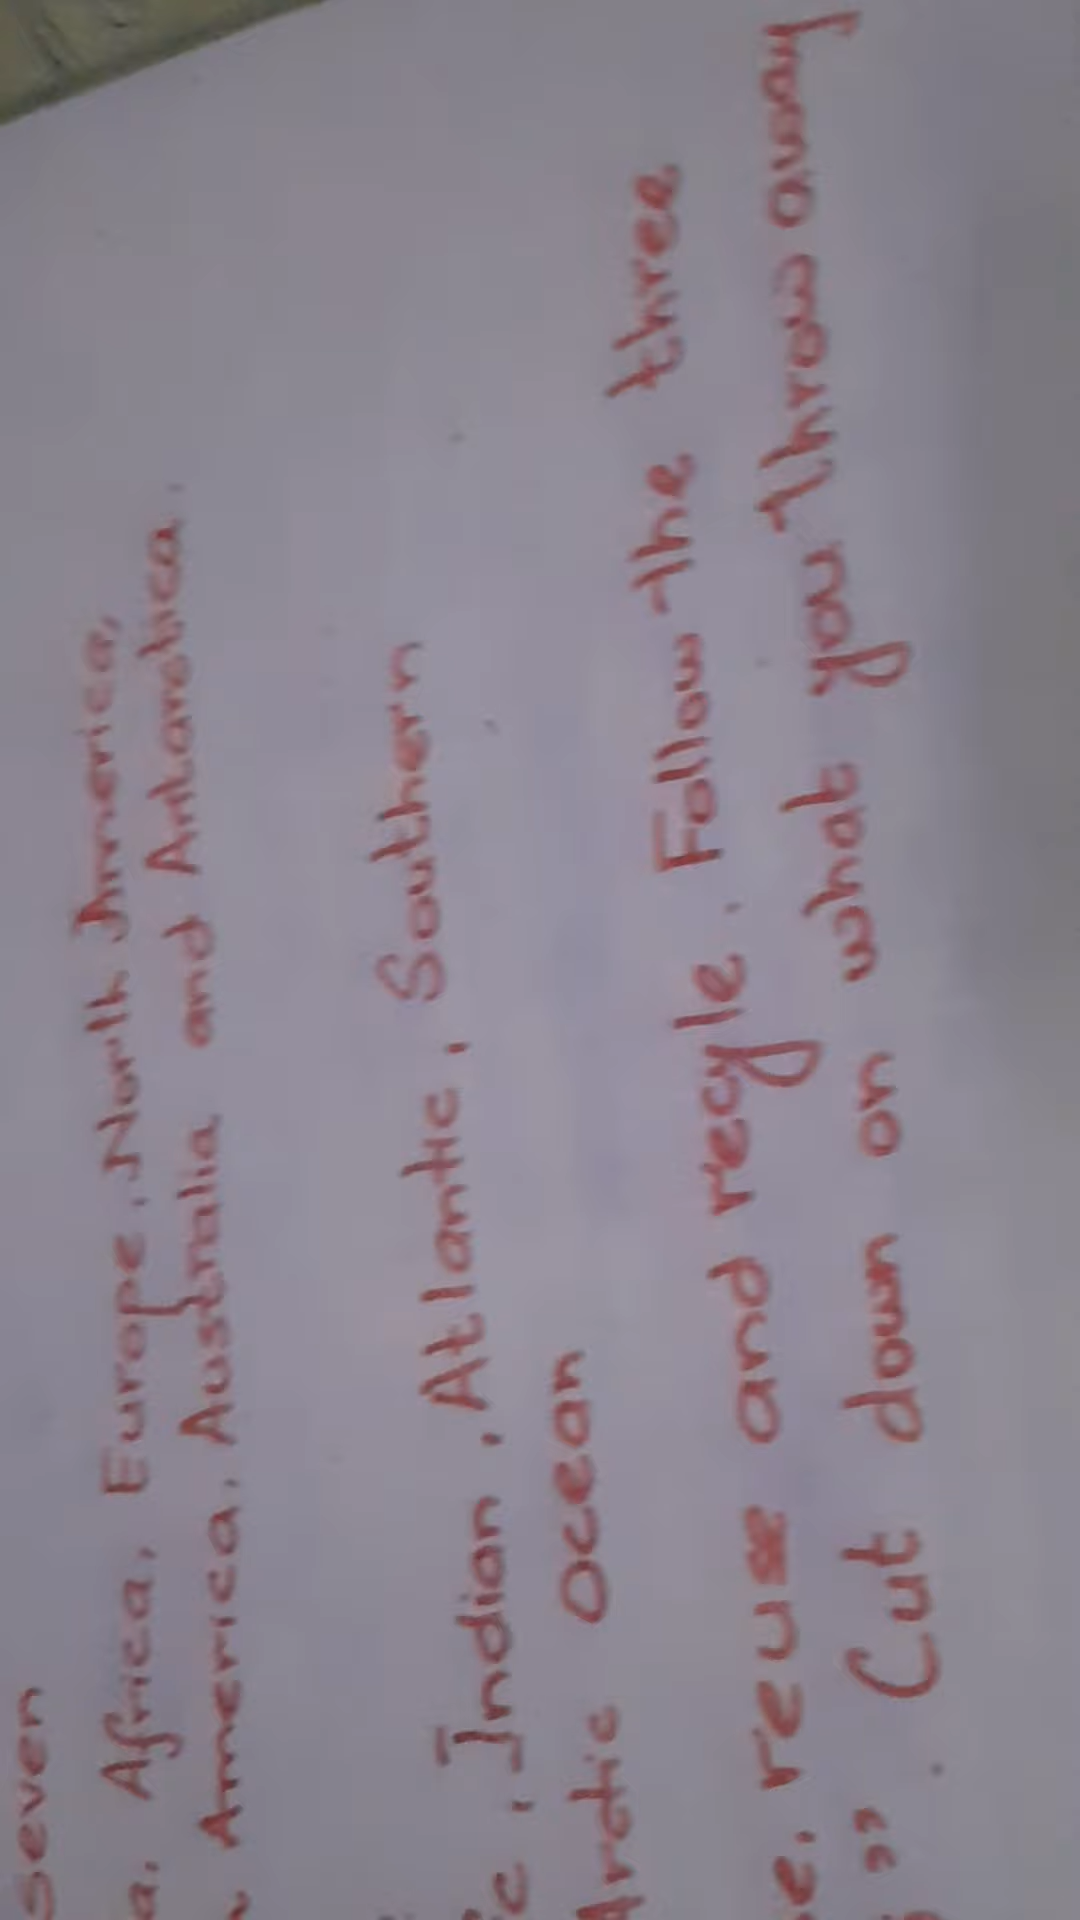 seven
a, Africa, Europe, North America,
America, Australia and Antarctica.
c, Indian, Atlantic, Southern
Arctic ocean
e, reuse and recyle. Follow the three
" Cut down on what you throw away